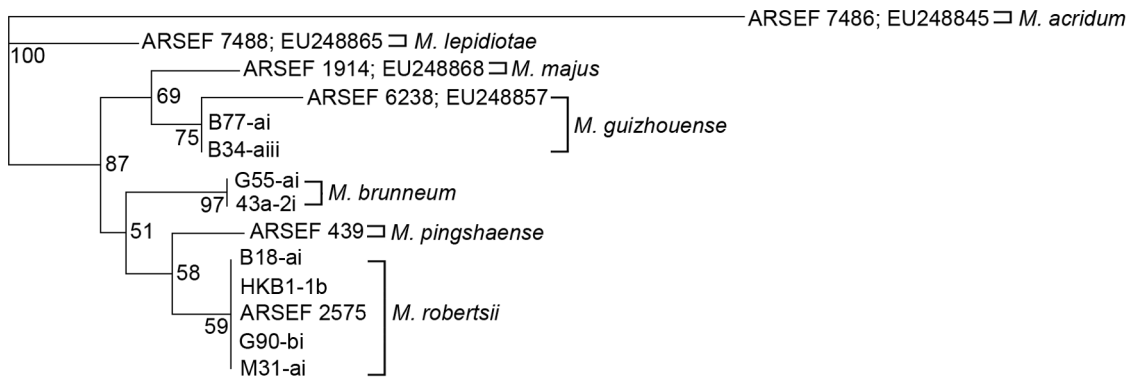 ARSEF 7486; EU248845 M. acridum
ARSEF 7488; EU248865 M. lepidiotae
100
ARSEF 1914; EU248868 M. majus
69
ARSEF 6238; EU248857
B77-ai
M. guizhouense
75
B34-aiii
87
G55-ai
M. brunneum
97 43a-2i
51
ARSEF 439 M. pingshaense
B18-ai
58
HKB1-1b
ARSEF 2575 M. robertsii
59
G90-bi
M31-ai